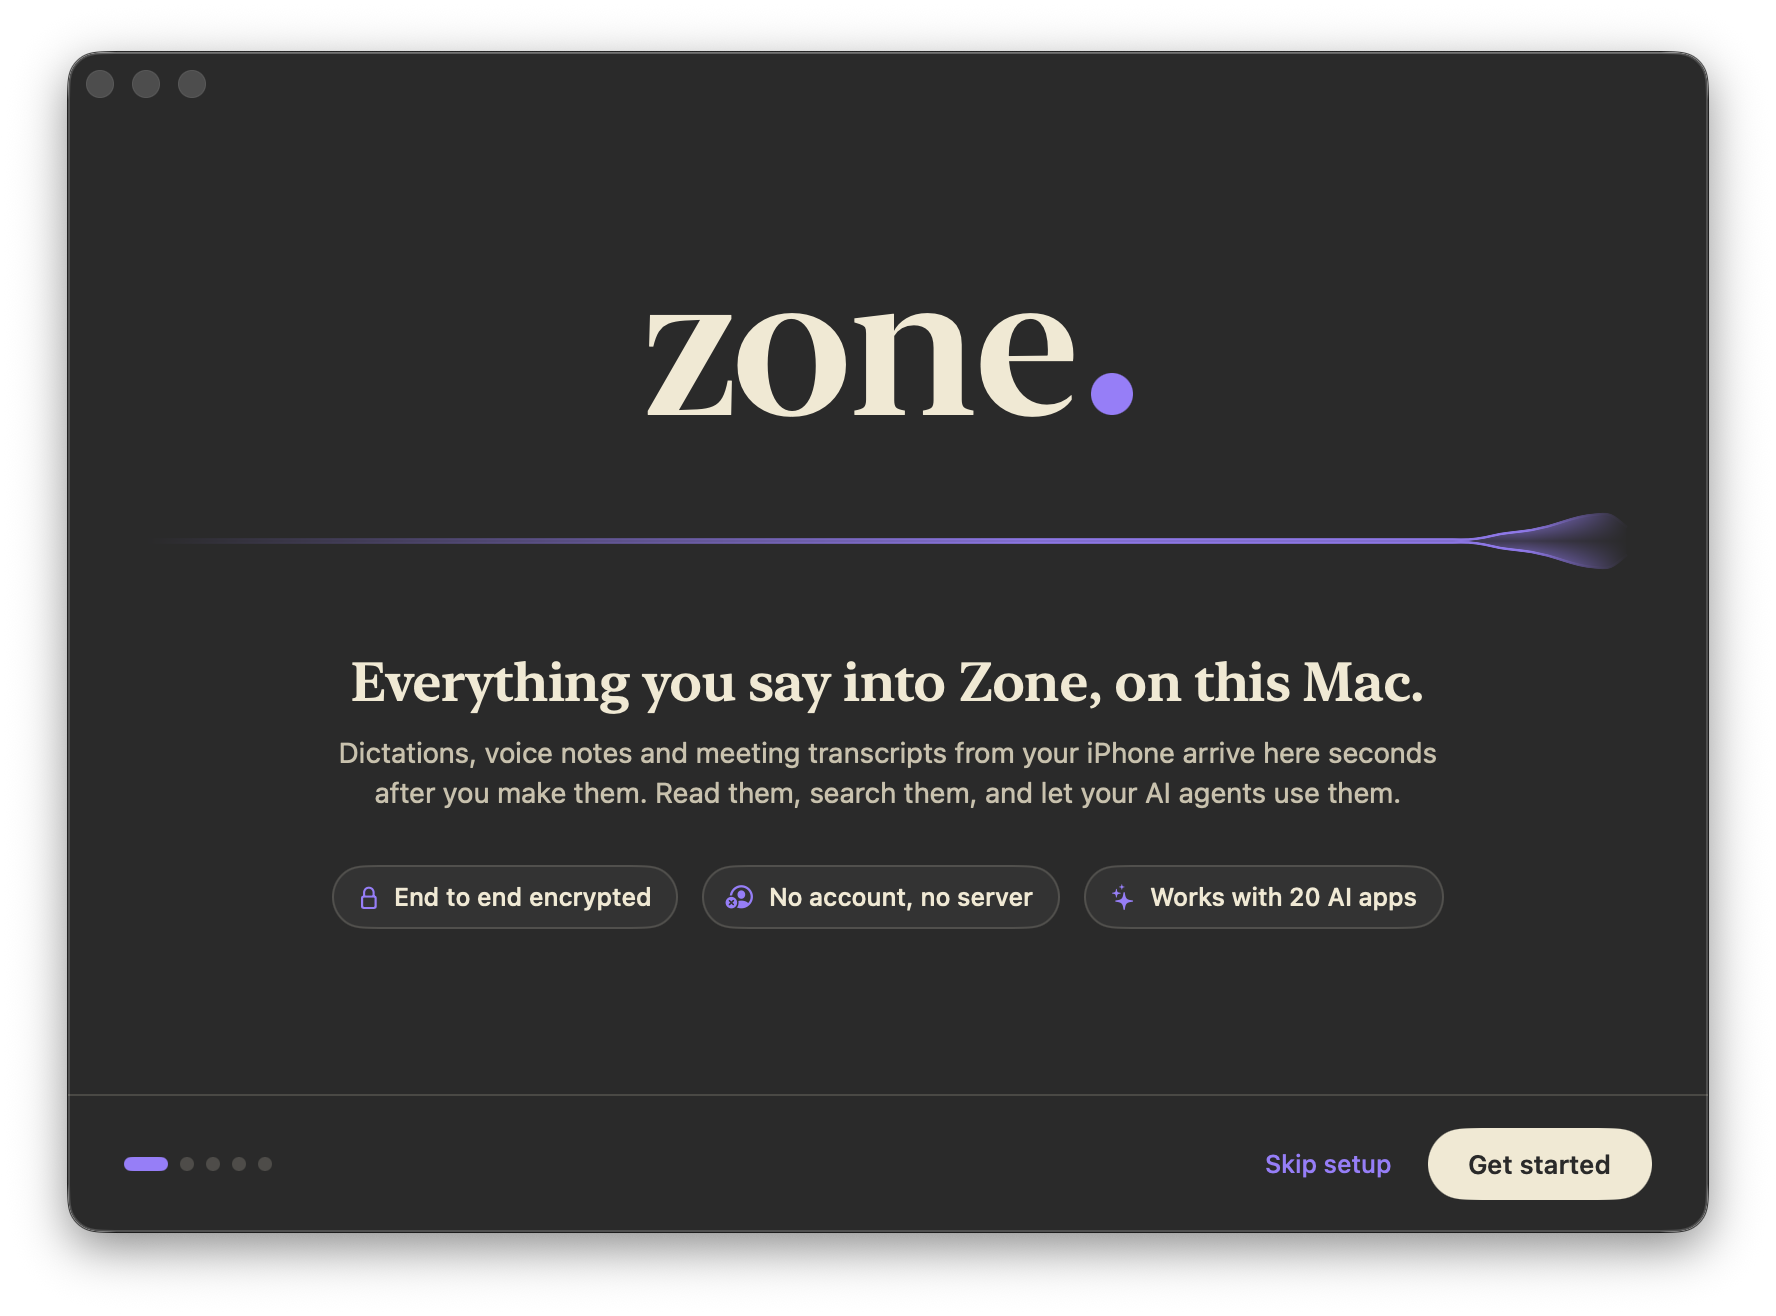 zone.
Everything you say into Zone, on this Mac.
Dictations, voice notes and meeting transcripts from your iPhone arrive here seconds
after you make them. Read them, search them, and let your AI agents use them.
End to end encrypted
No account, no server
Works with 20 AI apps
Skip setup
Get started